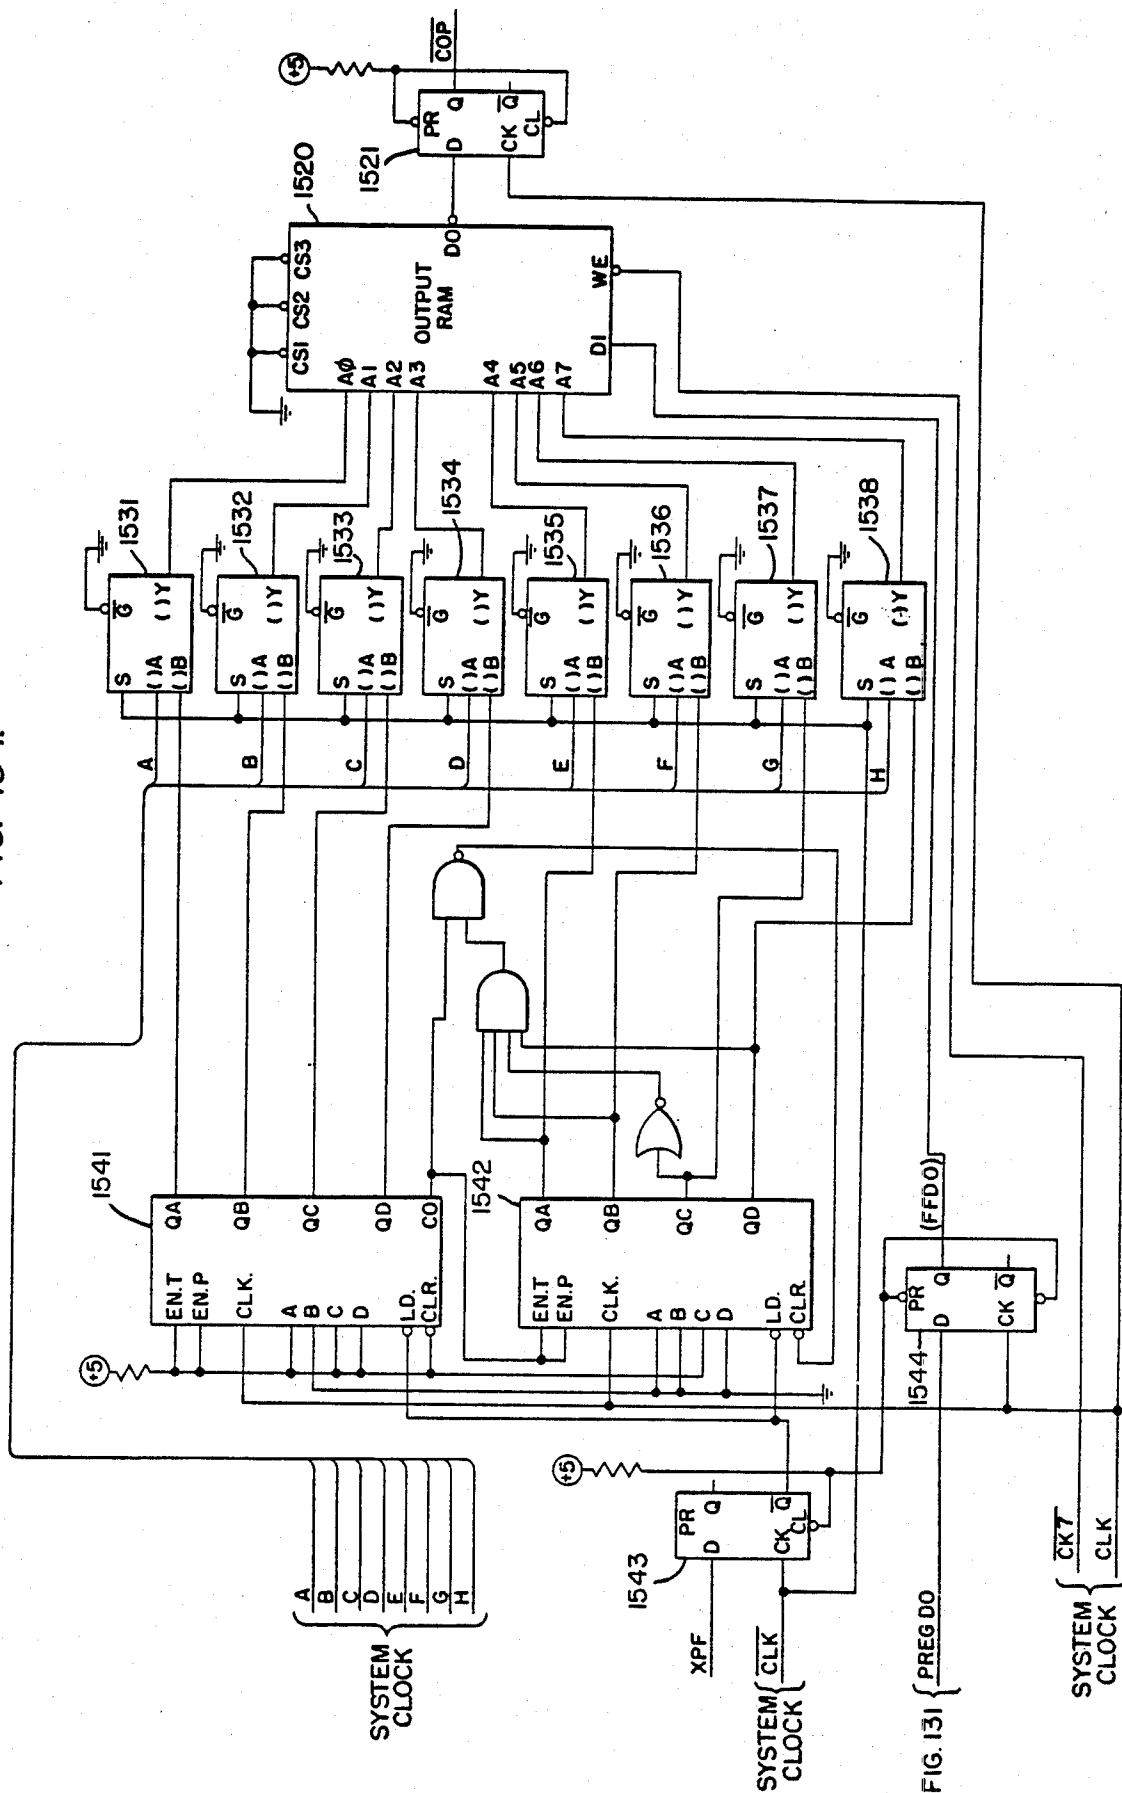 +5
COP
1521
PR
D
Q
CK
Q
CL
1520
CS1 CS2 CS3
OUTPUT
RAM
DO
AØ
A1
A2
A3
A4
A5
A6
A7
DI
WE
1531
S
G
()A
()B
()Y
1532
S
G
()A
()B
()Y
1533
S
G
()A
()B
()Y
1534
S
G
()A
()B
()Y
1535
S
G
()A
()B
()Y
1536
S
G
()A
()B
()Y
1537
S
G
()A
()B
()Y
1538
S
G
()A
()B
()Y
A
B
C
D
E
F
G
H
1541
QA
QB
QC
QD
CO
EN.T
EN.P
CLK.
A
B
C
D
LD.
CLR.
1542
QA
QB
QC
QD
EN.T
EN.P
CLK.
A
B
C
D
LD.
CLR.
+5
+5
1543
PR
D
Q
CK
Q
CL
1544
PR
D
Q
CK
Q
(FFDO)
A
B
C
D
E
F
G
H
SYSTEM
CLOCK
XPF
SYSTEM
CLOCK
CLK
FIG. 131
PREGDO
SYSTEM
CLOCK
CK7
CLK